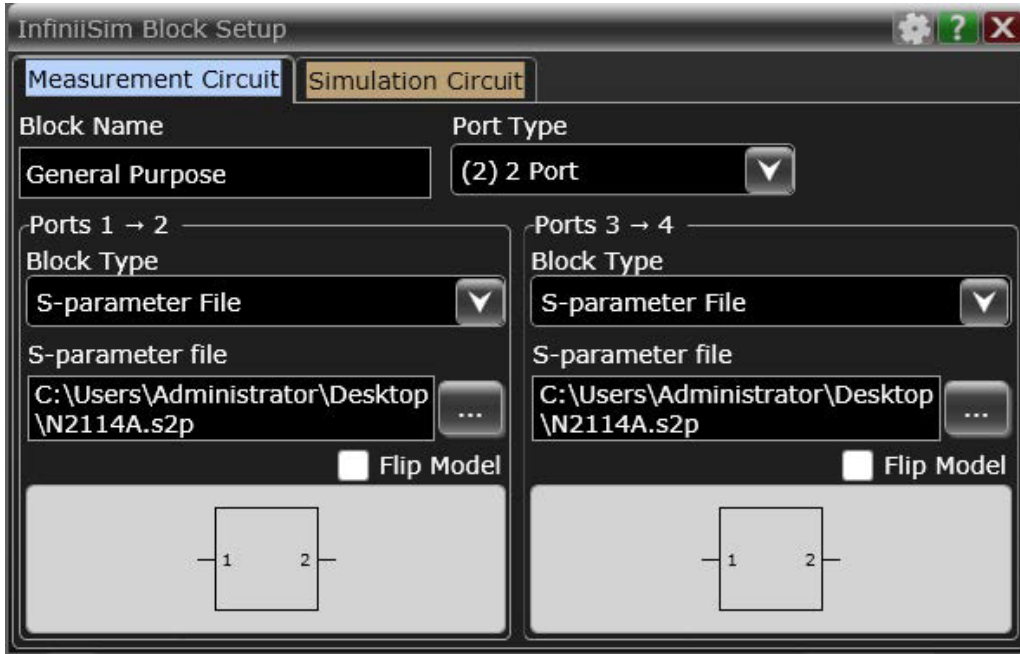 InfiniiSim Block Setup
?
X
Measurement Circuit
Simulation Circuit
Block Name
Port Type
General Purpose
(2) 2 Port
Ports 1 → 2
Block Type
S-parameter File
S-parameter file
C:\Users\Administrator\Desktop
\N2114A.s2p
...
Flip Model
1 2
Ports 3 → 4
Block Type
S-parameter File
S-parameter file
C:\Users\Administrator\Desktop
\N2114A.s2p
...
Flip Model
1 2